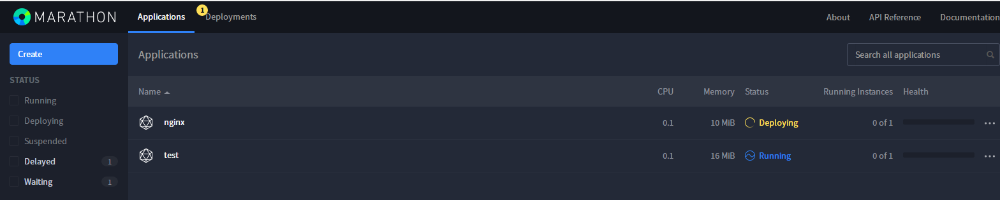 MARATHON Applications 1 Deployments About API Reference Documentation
Create
Applications
Search all applications
STATUS
Running
Deploying
Suspended
Delayed 1
Waiting 1
Name CPU Memory Status Running Instances Health
nginx 0.1 10 MiB Deploying 0 of 1
test 0.1 16 MiB Running 0 of 1